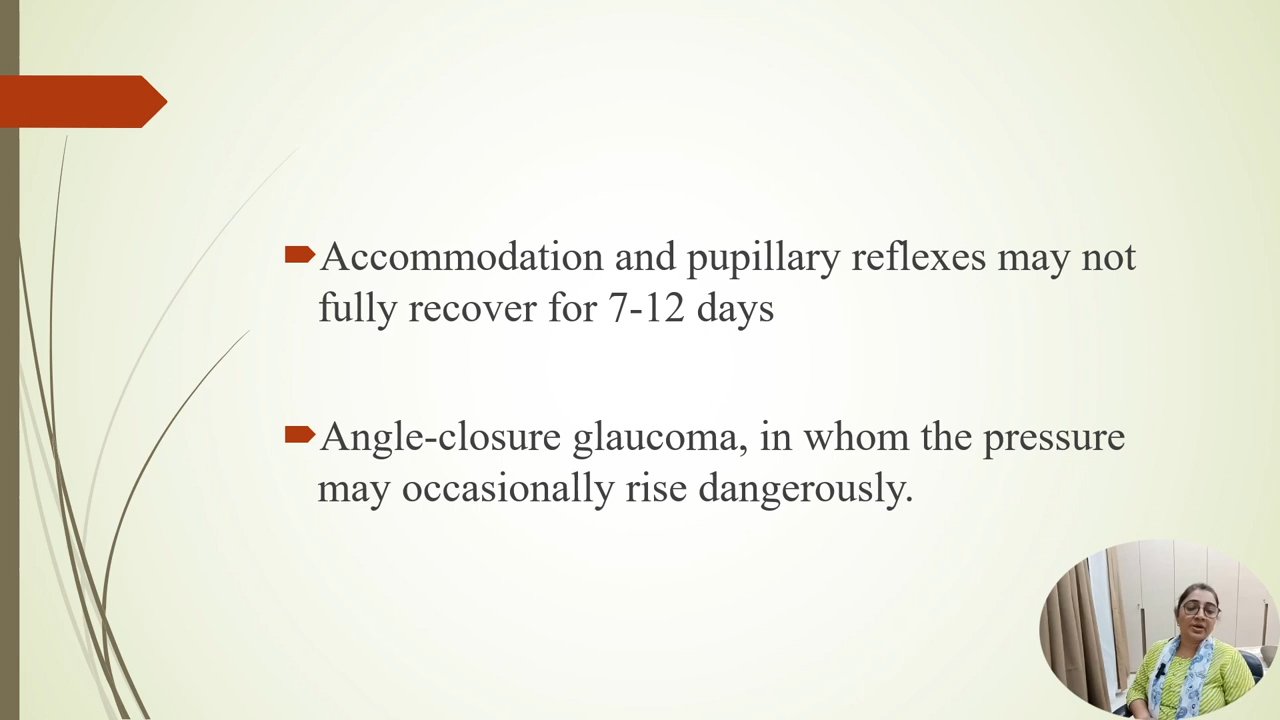 Accommodation and pupillary reflexes may not
fully recover for 7-12 days
Angle-closure glaucoma, in whom the pressure
may occasionally rise dangerously.